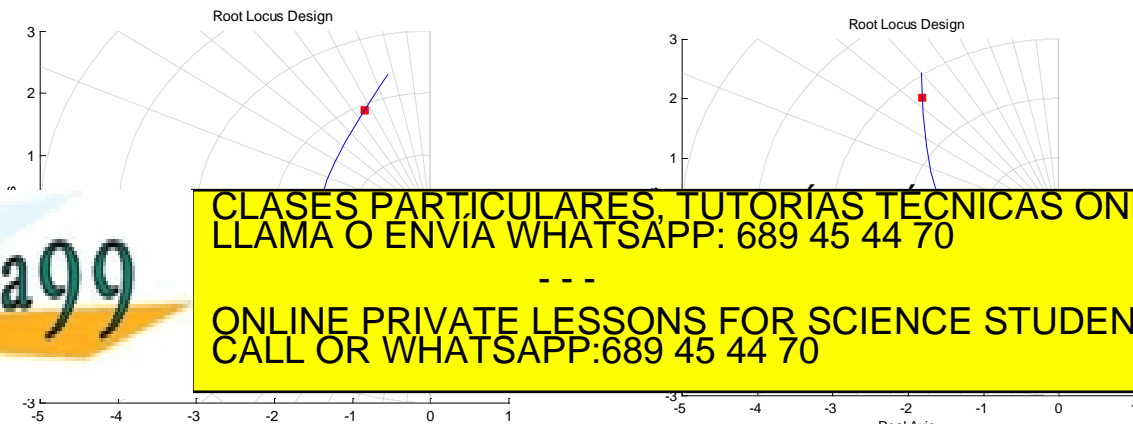 Root Locus Design
Root Locus Design
3
2
1
3
2
1
CLASES PARTICULARES, TUTORÍAS TÉCNICAS ON
LLAMA O ENVÍA WHATSAPP: 689 45 44 70
- - -
ONLINE PRIVATE LESSONS FOR SCIENCE STUDEN
CALL OR WHATSAPP:689 45 44 70
a99
-3
-5 -4 -3 -2 -1 0 1
-3
-5 -4 -3 -2 -1 0